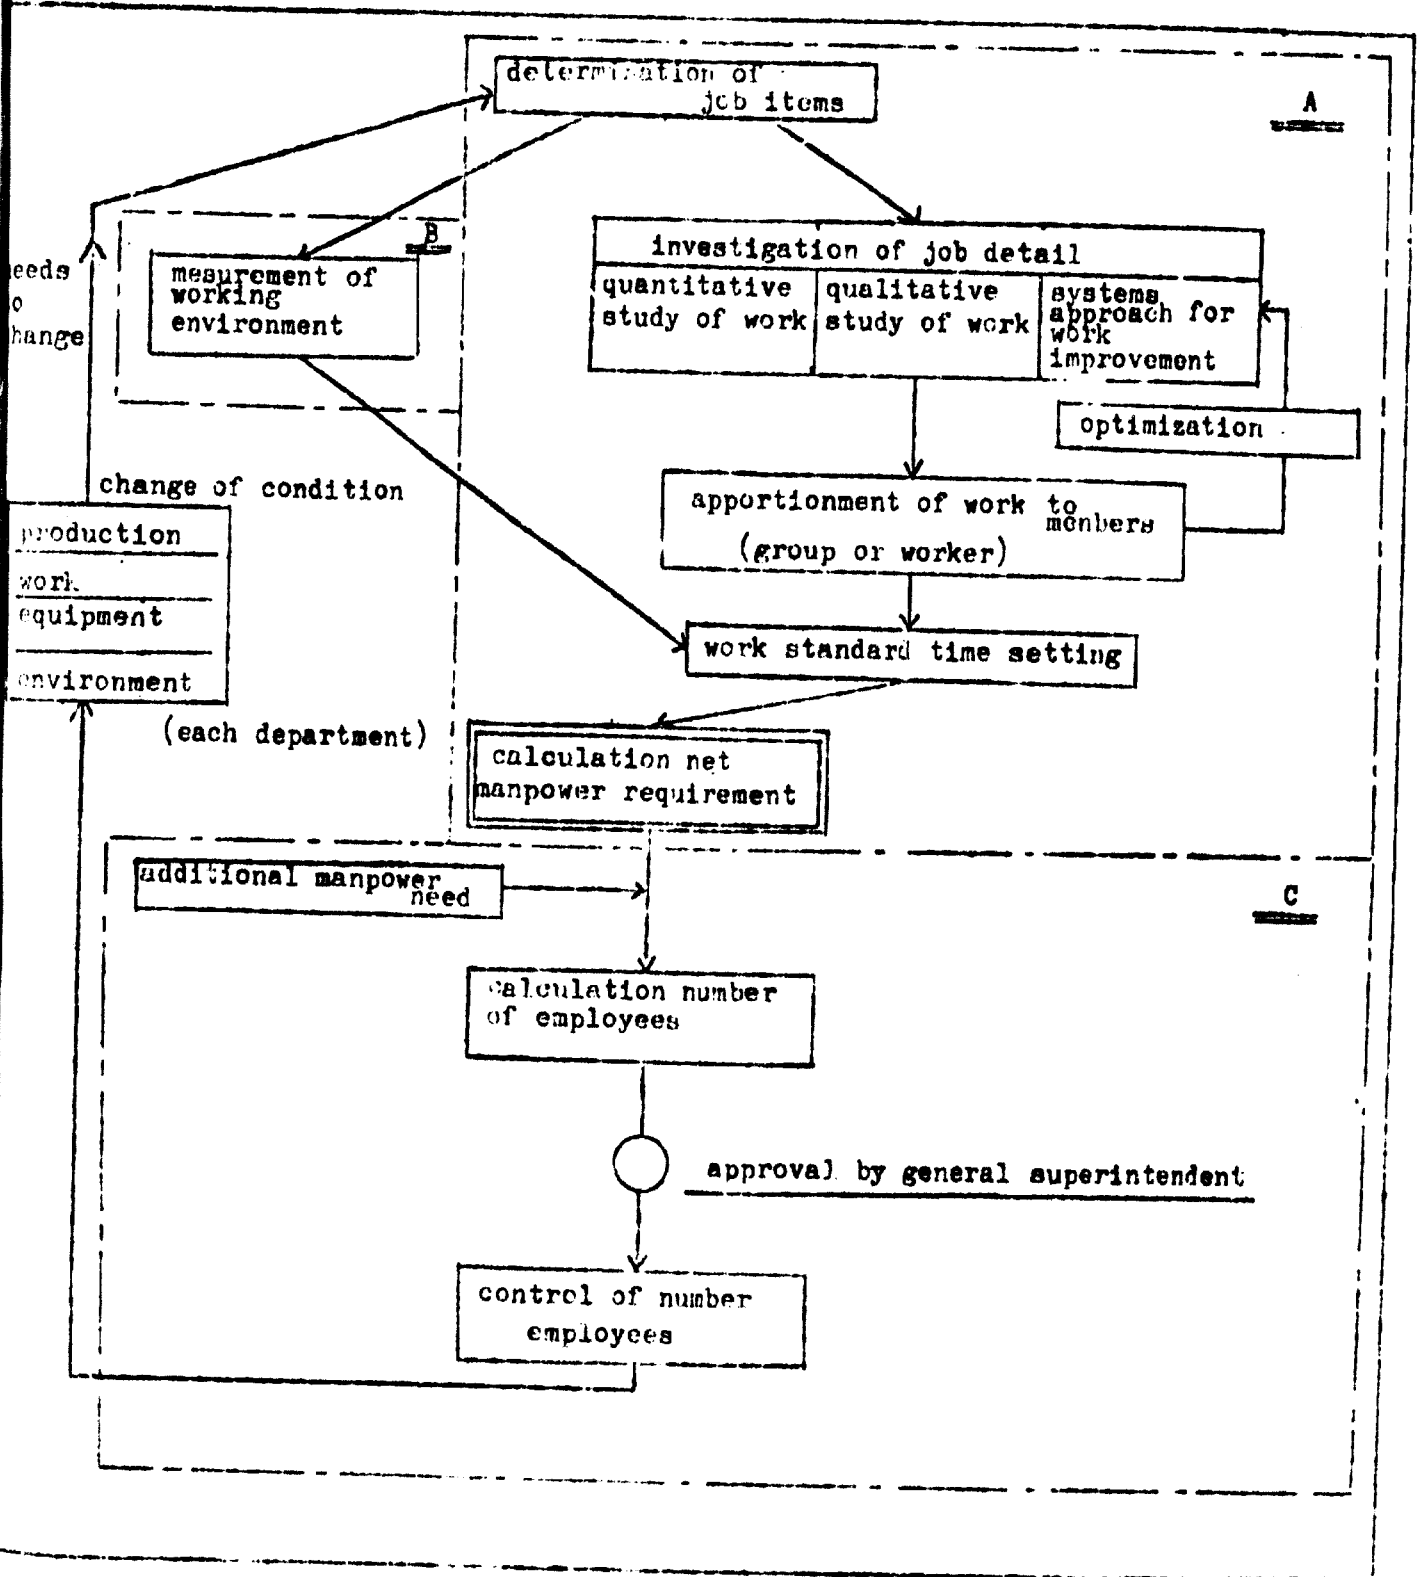 determination of
job items
A
B
investigation of job detail
mesurement of
working
environment
quantitative
study of work
qualitative
study of work
systems
approach for
work
improvement
eeds
o
hange
optimization
change of condition
apportionment of work to
menbers
(group or worker)
production
work
equipment
environment
work standard time setting
(each department)
calculation net
manpower requirement
additional manpower
need
C
calculation number
of employees
approval by general superintendent
control of number
employees